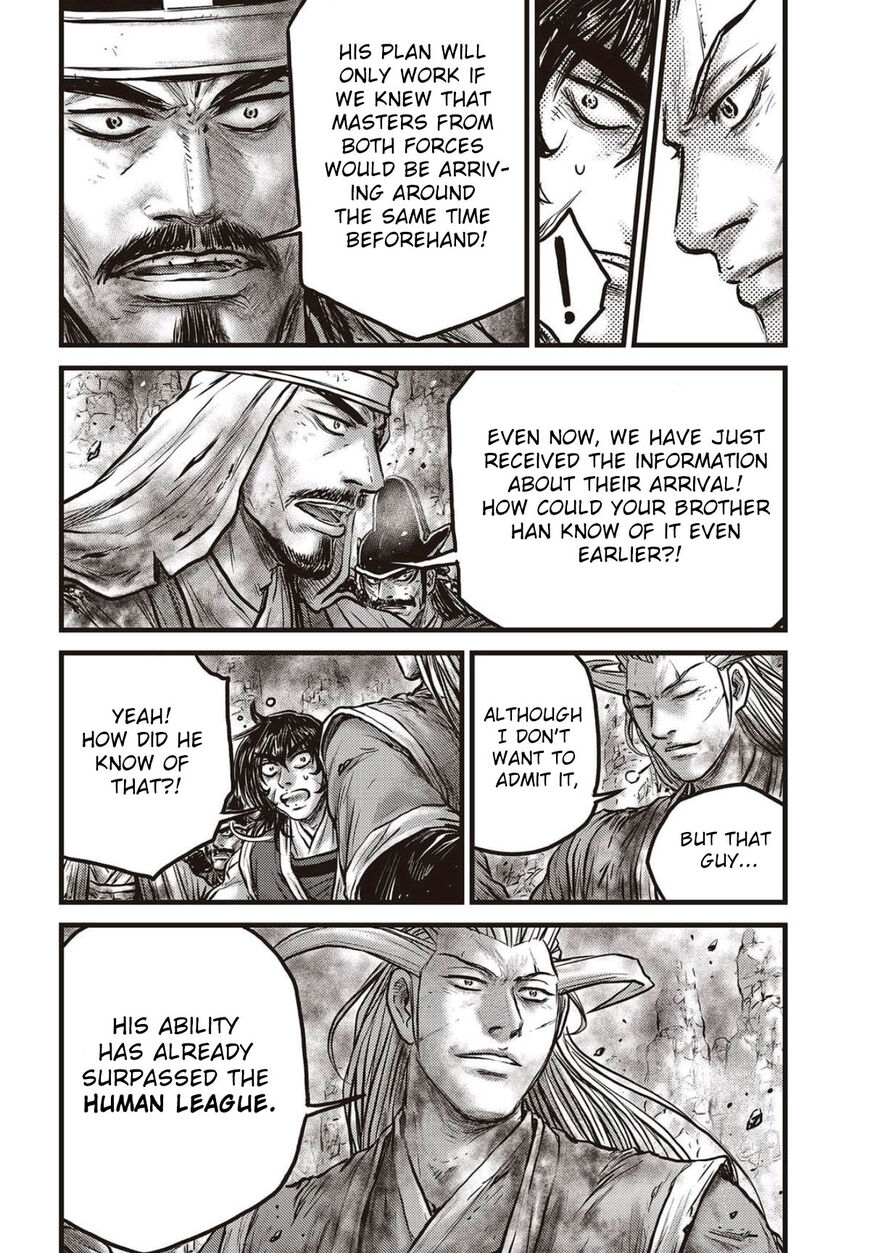 HIS PLAN WILL
ONLY WORK IF
WE KNEW THAT
MASTERS FROM
BOTH FORCES
WOULD BE ARRIV-
ING AROUND
THE SAME TIME
BEFOREHAND!
!
EVEN NOW, WE HAVE JUST
RECEIVED THE INFORMATION
ABOUT THEIR ARRIVAL!
HOW COULD YOUR BROTHER
HAN KNOW OF IT EVEN
EARLIER?!
YEAH!
HOW DID HE
KNOW OF
THAT?!
ALTHOUGH
I DON'T
WANT TO
ADMIT IT,
BUT THAT
GUY...
HIS ABILITY
HAS ALREADY
SURPASSED THE
HUMAN LEAGUE.